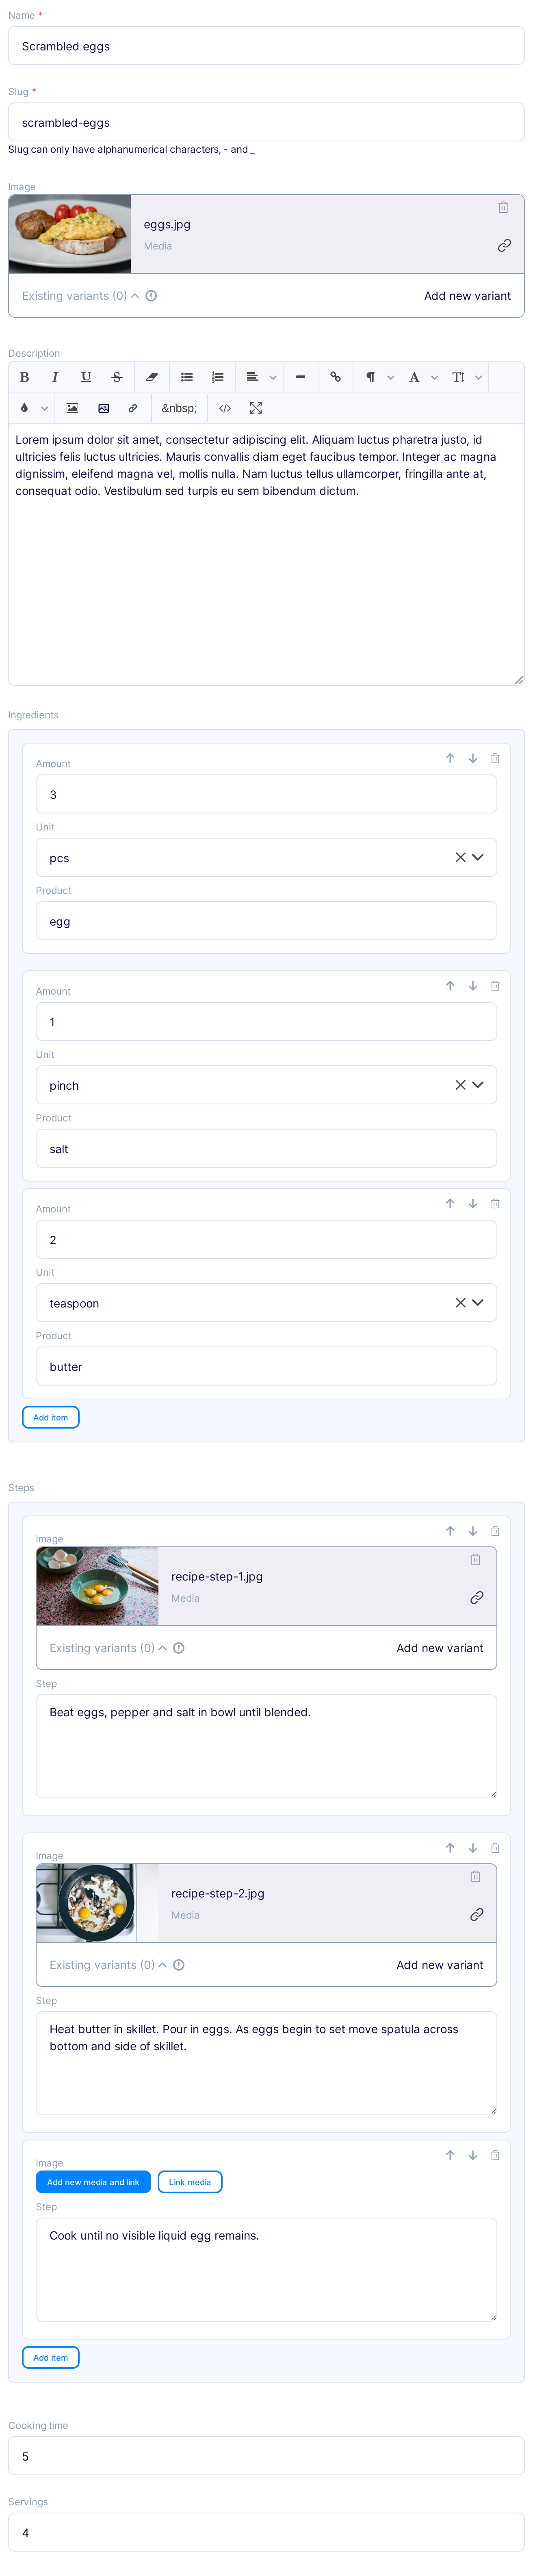 Name *
Scrambled eggs
Slug *
scrambled-eggs
Slug can only have alphanumerical characters, - and _
Image
eggs.jpg
Media
Existing variants (0)
Add new variant
Description
B I U S ¶ A TI
&nbsp; </>
Lorem ipsum dolor sit amet, consectetur adipiscing elit. Aliquam luctus pharetra justo, id
ultricies felis luctus ultricies. Mauris convallis diam eget faucibus tempor. Integer ac magna
dignissim, eleifend magna vel, mollis nulla. Nam luctus tellus ullamcorper, fringilla ante at,
consequat odio. Vestibulum sed turpis eu sem bibendum dictum.
Ingredients
Amount
3
Unit
pcs
Product
egg
Amount
1
Unit
pinch
Product
salt
Amount
2
Unit
teaspoon
Product
butter
Add item
Steps
Image
recipe-step-1.jpg
Media
Existing variants (0)
Add new variant
Step
Beat eggs, pepper and salt in bowl until blended.
Image
recipe-step-2.jpg
Media
Existing variants (0)
Add new variant
Step
Heat butter in skillet. Pour in eggs. As eggs begin to set move spatula across
bottom and side of skillet.
Image
Add new media and link
Link media
Step
Cook until no visible liquid egg remains.
Add item
Cooking time
5
Servings
4